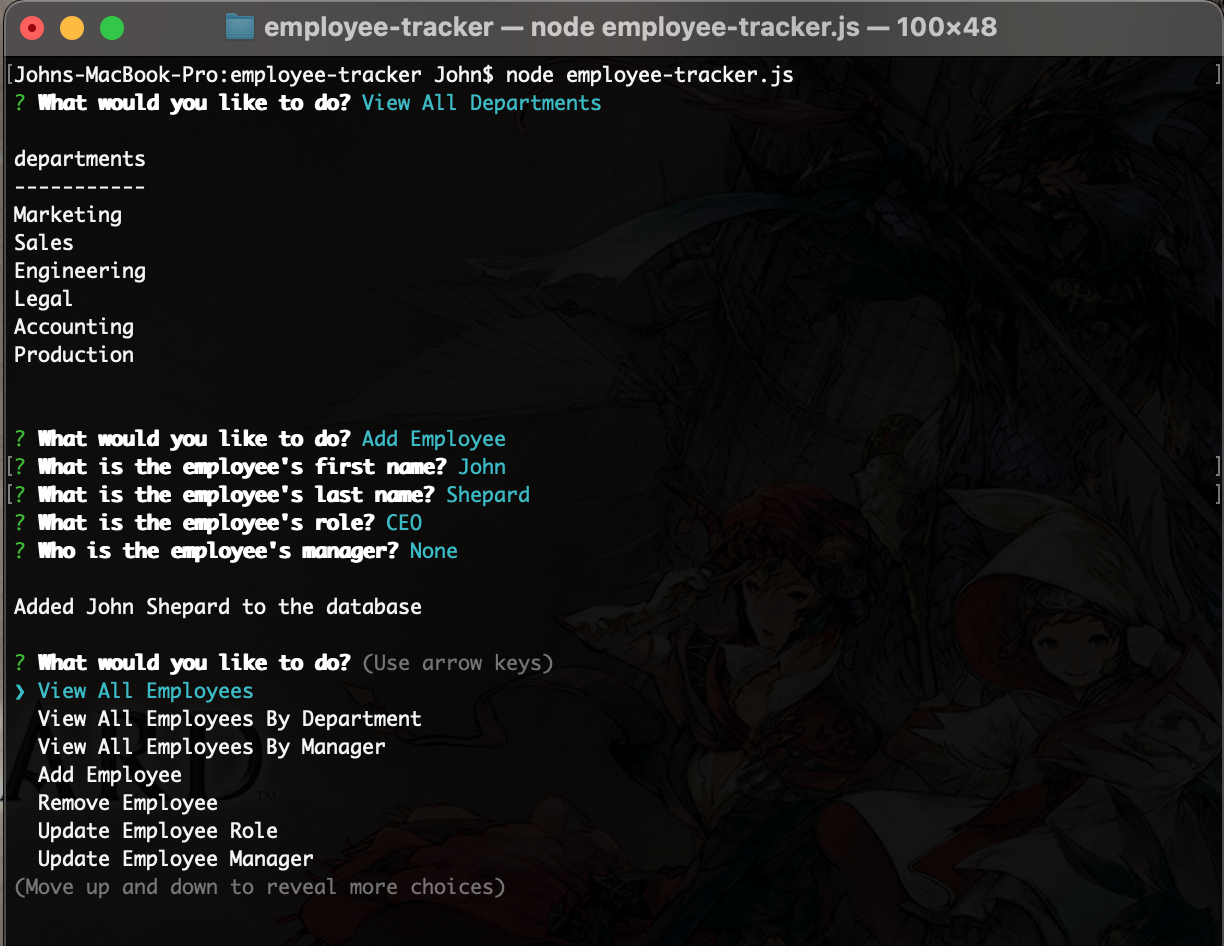 employee-tracker — node employee-tracker.js — 100×48
[Johns-MacBook-Pro:employee-tracker John$ node employee-tracker.js ]
? What would you like to do? View All Departments
departments
-----------
Marketing
Sales
Engineering
Legal
Accounting
Production
? What would you like to do? Add Employee
[? What is the employee's first name? John ]
[? What is the employee's last name? Shepard ]
? What is the employee's role? CEO
? Who is the employee's manager? None
Added John Shepard to the database
? What would you like to do? (Use arrow keys)
❯ View All Employees
View All Employees By Department
View All Employees By Manager
Add Employee
Remove Employee
Update Employee Role
Update Employee Manager
(Move up and down to reveal more choices)